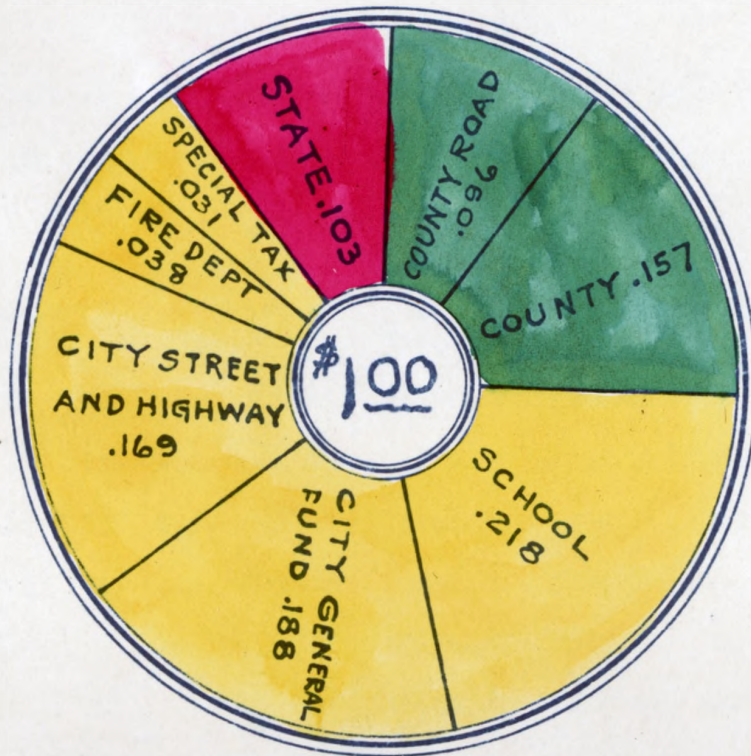 STATE .103
COUNTY ROAD
.096
COUNTY .157
SCHOOL
.218
CITY GENERAL
FUND .188
CITY STREET
AND HIGHWAY
.169
FIRE DEPT
.038
SPECIAL TAX
.031
$1.00